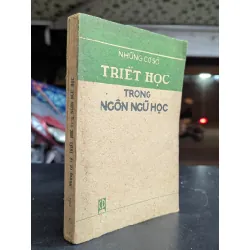 NHỮNG CƠ SỞ
TRIẾT HỌC
TRONG
NGÔN NGỮ HỌC